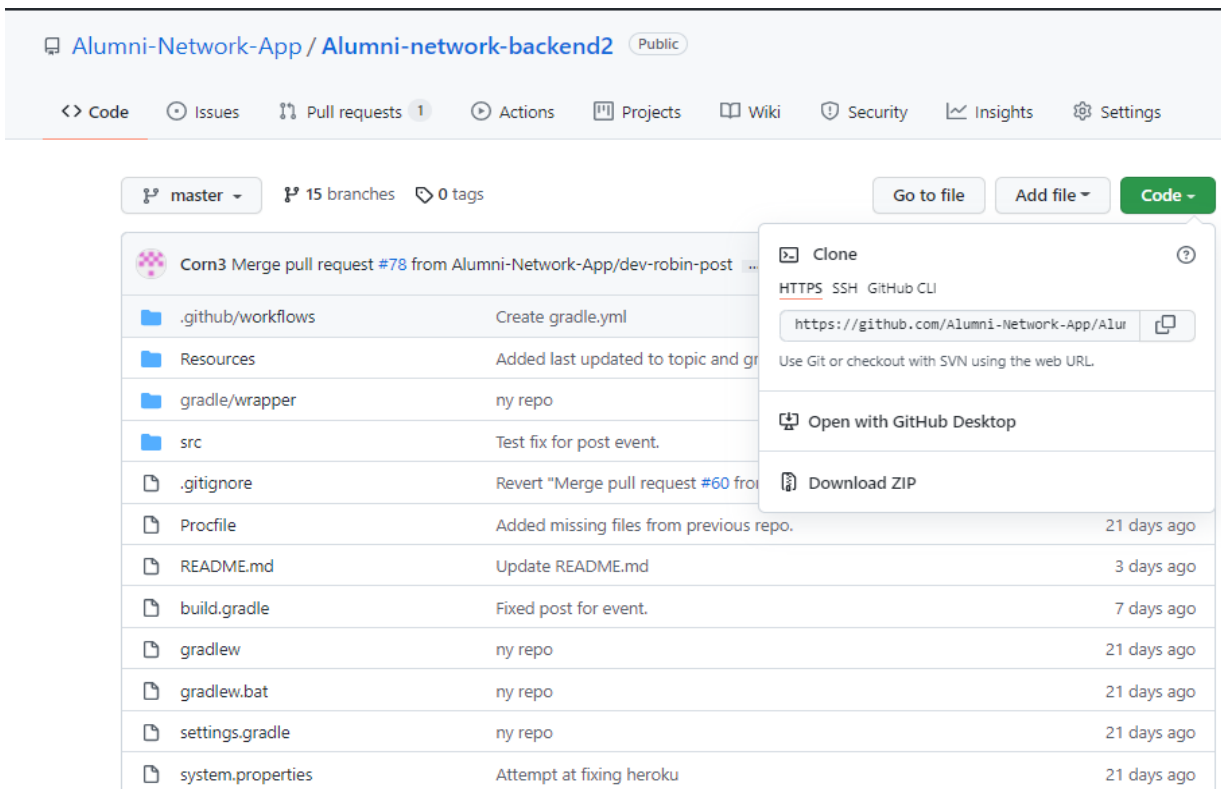 Alumni-Network-App / Alumni-network-backend2 Public
<> Code Issues Pull requests 1 Actions Projects Wiki Security Insights Settings
master 15 branches 0 tags Go to file Add file Code
Corn3 Merge pull request #78 from Alumni-Network-App/dev-robin-post ...
Clone
HTTPS SSH GitHub CLI
https://github.com/Alumni-Network-App/Alur
Use Git or checkout with SVN using the web URL.
Open with GitHub Desktop
Download ZIP
.github/workflows Create gradle.yml
Resources Added last updated to topic and gr
gradle/wrapper ny repo
src Test fix for post event.
.gitignore Revert "Merge pull request #60 fro
Procfile Added missing files from previous repo. 21 days ago
README.md Update README.md 3 days ago
build.gradle Fixed post for event. 7 days ago
gradlew ny repo 21 days ago
gradlew.bat ny repo 21 days ago
settings.gradle ny repo 21 days ago
system.properties Attempt at fixing heroku 21 days ago